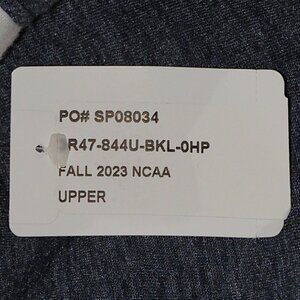 PO# SP08034
R47-844U-BKL-0HP
FALL 2023 NCAA
UPPER